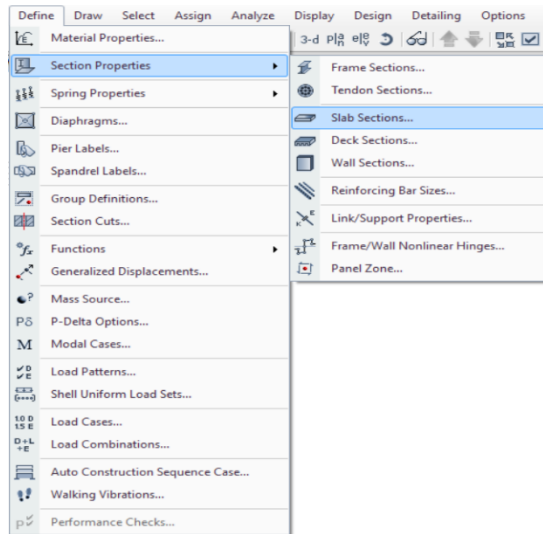 Define Draw Select Assign Analyze Display Design Detailing Options
Material Properties...
3-d
Section Properties
Frame Sections...
Spring Properties
Tendon Sections...
Diaphragms...
Slab Sections...
Pier Labels...
Deck Sections...
Spandrel Labels...
Wall Sections...
Group Definitions...
Reinforcing Bar Sizes...
Section Cuts...
Link/Support Properties...
Functions
Frame/Wall Nonlinear Hinges...
Generalized Displacements...
Panel Zone...
Mass Source...
Pδ P-Delta Options...
M Modal Cases...
Load Patterns...
Shell Uniform Load Sets...
Load Cases...
Load Combinations...
Auto Construction Sequence Case...
Walking Vibrations...
Performance Checks...